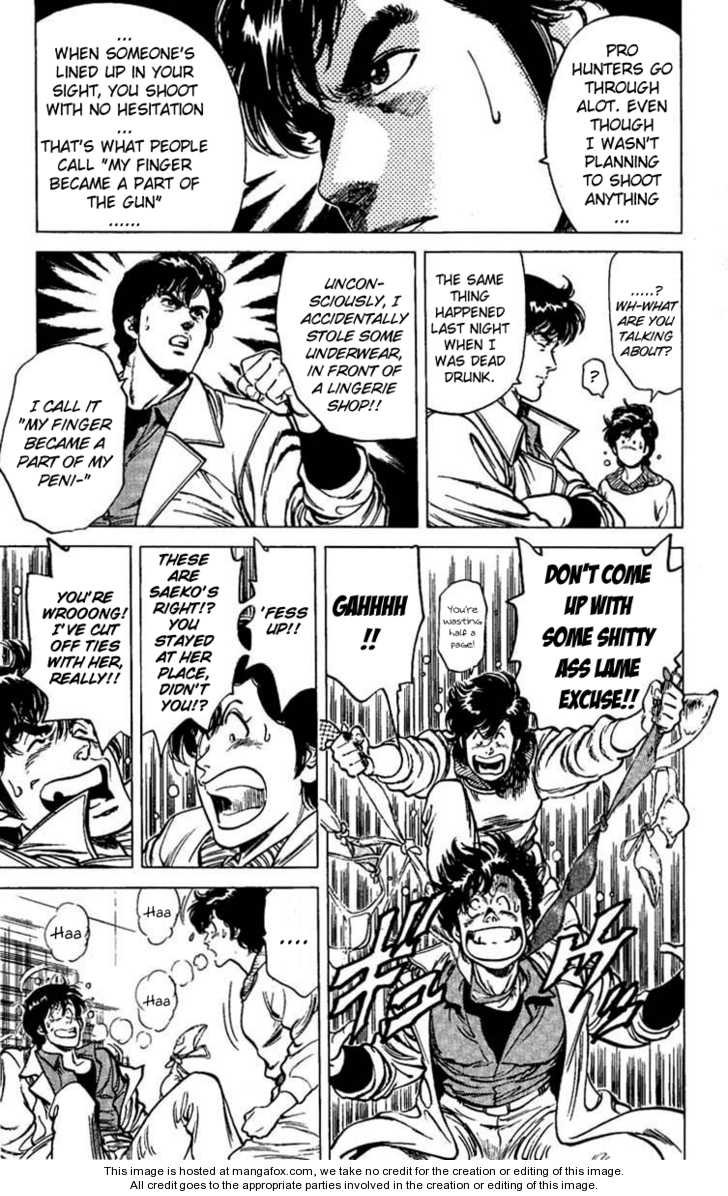 PRO
HUNTERS GO
THROUGH
ALOT. EVEN
THOUGH
I WASN'T
PLANNING
TO SHOOT
ANYTHING
...
...
WHEN SOMEONE'S
LINED UP IN YOUR
SIGHT, YOU SHOOT
WITH NO HESITATION
...
THAT'S WHAT PEOPLE
CALL "MY FINGER
BECAME A PART OF
THE GUN"
......
.....?
WH-WHAT
ARE YOU
TALKING
ABOUT?
?
THE SAME
THING
HAPPENED
LAST NIGHT
WHEN I
WAS DEAD
DRUNK.
UNCON-
SCIOUSLY, I
ACCIDENTALLY
STOLE SOME
UNDERWEAR,
IN FRONT OF
A LINGERIE
SHOP!!
I CALL IT
"MY FINGER
BECAME A
PART OF MY
PENI-"
DON'T COME
UP WITH
SOME SHITTY
ASS LAME
EXCUSE!!
You're
wasting
half a
page!
GAHHHH
!!
ギュウ
'FESS
UP!!
THESE
ARE
SAEKO'S
RIGHT!?
YOU
STAYED
AT HER
PLACE,
DIDN'T
YOU!?
YOU'RE
WROOONG!
I'VE CUT
OFF TIES
WITH HER,
REALLY!!
....
Haa
Haa
Haa
This image is hosted at mangafox.com, we take no credit for the creation or editing of this image.
All credit goes to the appropriate parties involved in the creation or editing of this image.